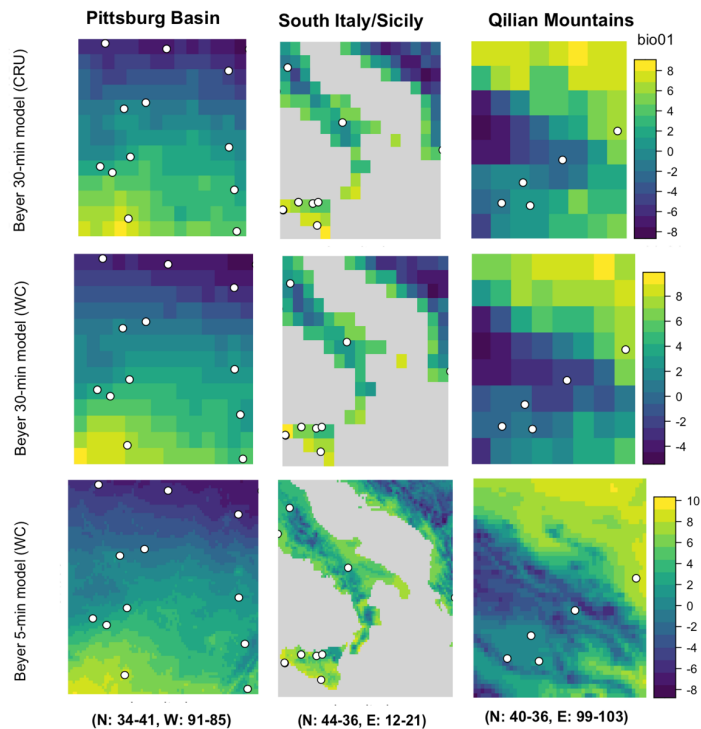 Pittsburg Basin
South Italy/Sicily
Qilian Mountains
bio01
Beyer 30-min model (CRU)
8
6
4
2
0
-2
-4
-6
-8
Beyer 30-min model (WC)
8
6
4
2
0
-2
-4
Beyer 5-min model (WC)
10
8
6
4
2
0
-2
-4
-6
-8
(N: 34-41, W: 91-85)
(N: 44-36, E: 12-21)
(N: 40-36, E: 99-103)